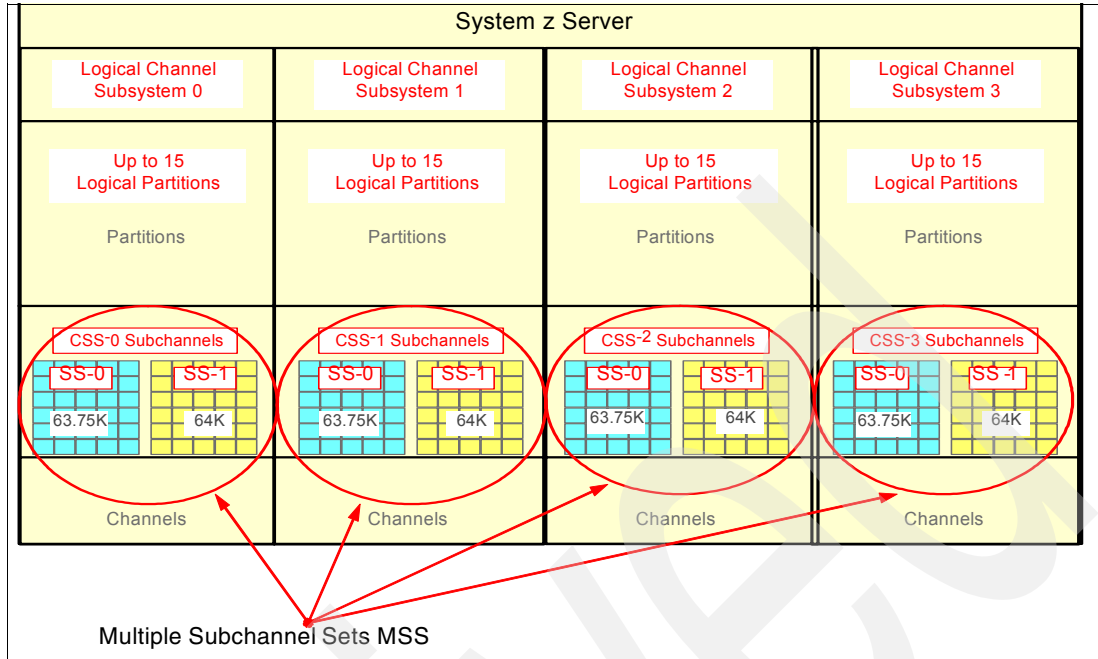 System z Server
Logical Channel
Subsystem 0
Logical Channel
Subsystem 1
Logical Channel
Subsystem 2
Logical Channel
Subsystem 3
Up to 15
Logical Partitions
Up to 15
Logical Partitions
Up to 15
Logical Partitions
Up to 15
Logical Partitions
Partitions
Partitions
Partitions
Partitions
CSS-0 Subchannels
CSS-1 Subchannels
CSS-2 Subchannels
CSS-3 Subchannels
SS-0
SS-1
SS-0
SS-1
SS-0
SS-1
SS-0
SS-1
63.75K
64K
63.75K
64K
63.75K
64K
63.75K
64K
Channels
Channels
Channels
Channels
Multiple Subchannel Sets MSS